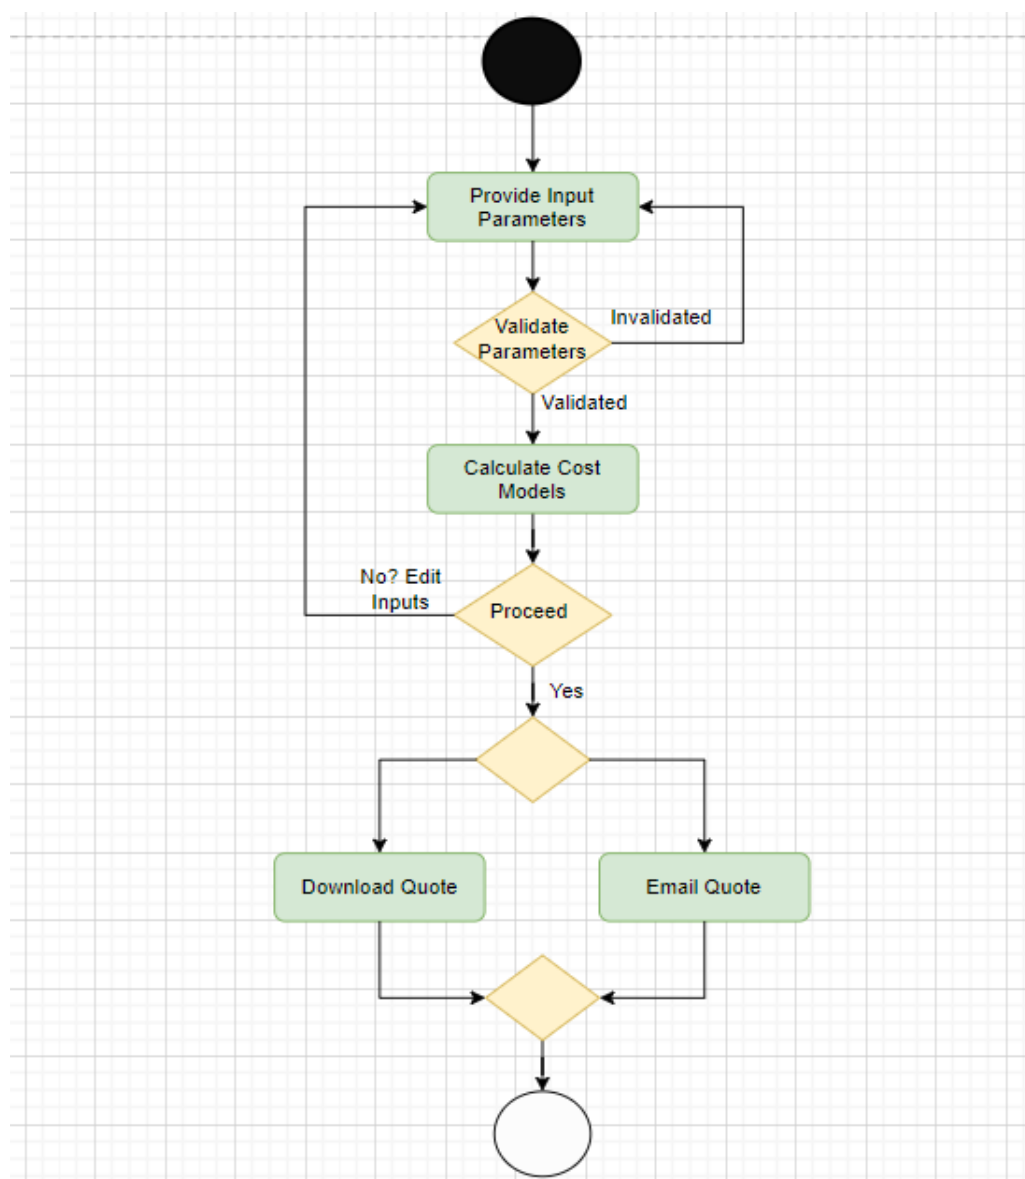 Provide Input
Parameters
Validate
Parameters
Invalidated
Validated
Calculate Cost
Models
No? Edit
Inputs
Proceed
Yes
Download Quote
Email Quote